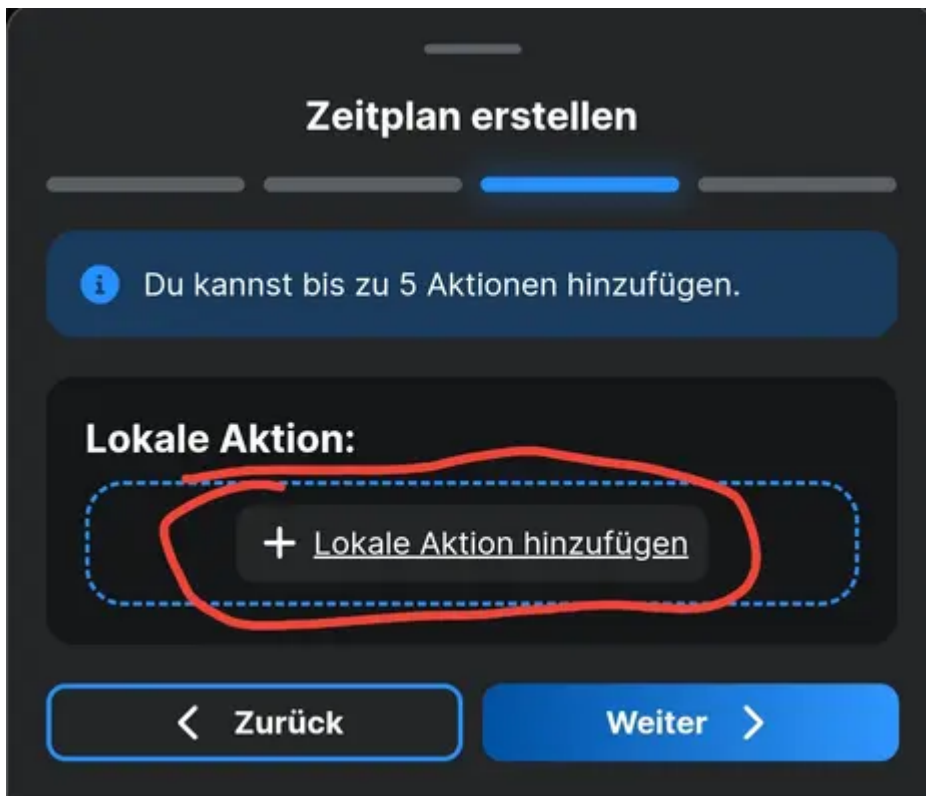 Zeitplan erstellen
Du kannst bis zu 5 Aktionen hinzufügen.
Lokale Aktion:
+ Lokale Aktion hinzufügen
Zurück
Weiter